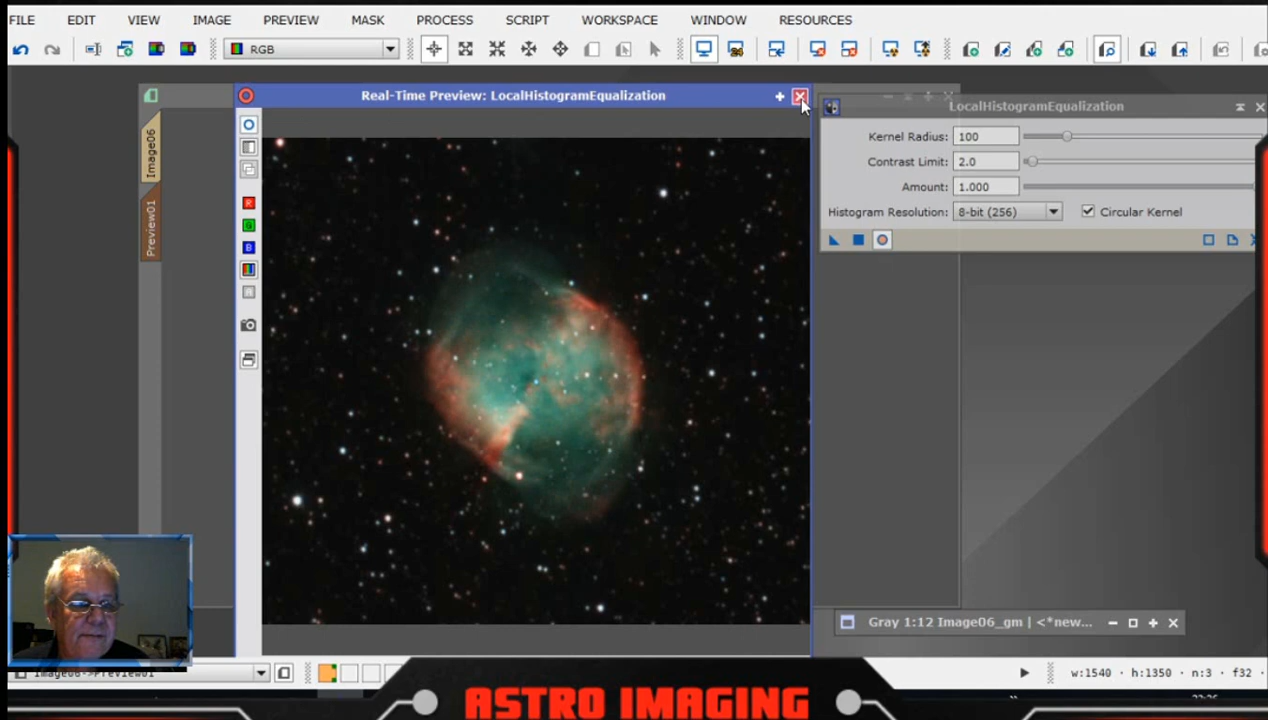 FILE EDIT VIEW IMAGE PREVIEW MASK PROCESS SCRIPT WORKSPACE WINDOW RESOURCES
RGB
Real-Time Preview: LocalHistogramEqualization
LocalHistogramEqualization
Image06
Preview01
R
G
B
Kernel Radius: 100
Contrast Limit: 2.0
Amount: 1.000
Histogram Resolution: 8-bit (256) Circular Kernel
Gray 1:12 Image06_gm | <*new...
Image06->Preview01
w:1540 · h:1350 · n:3 · f32 ·
ASTRO IMAGING